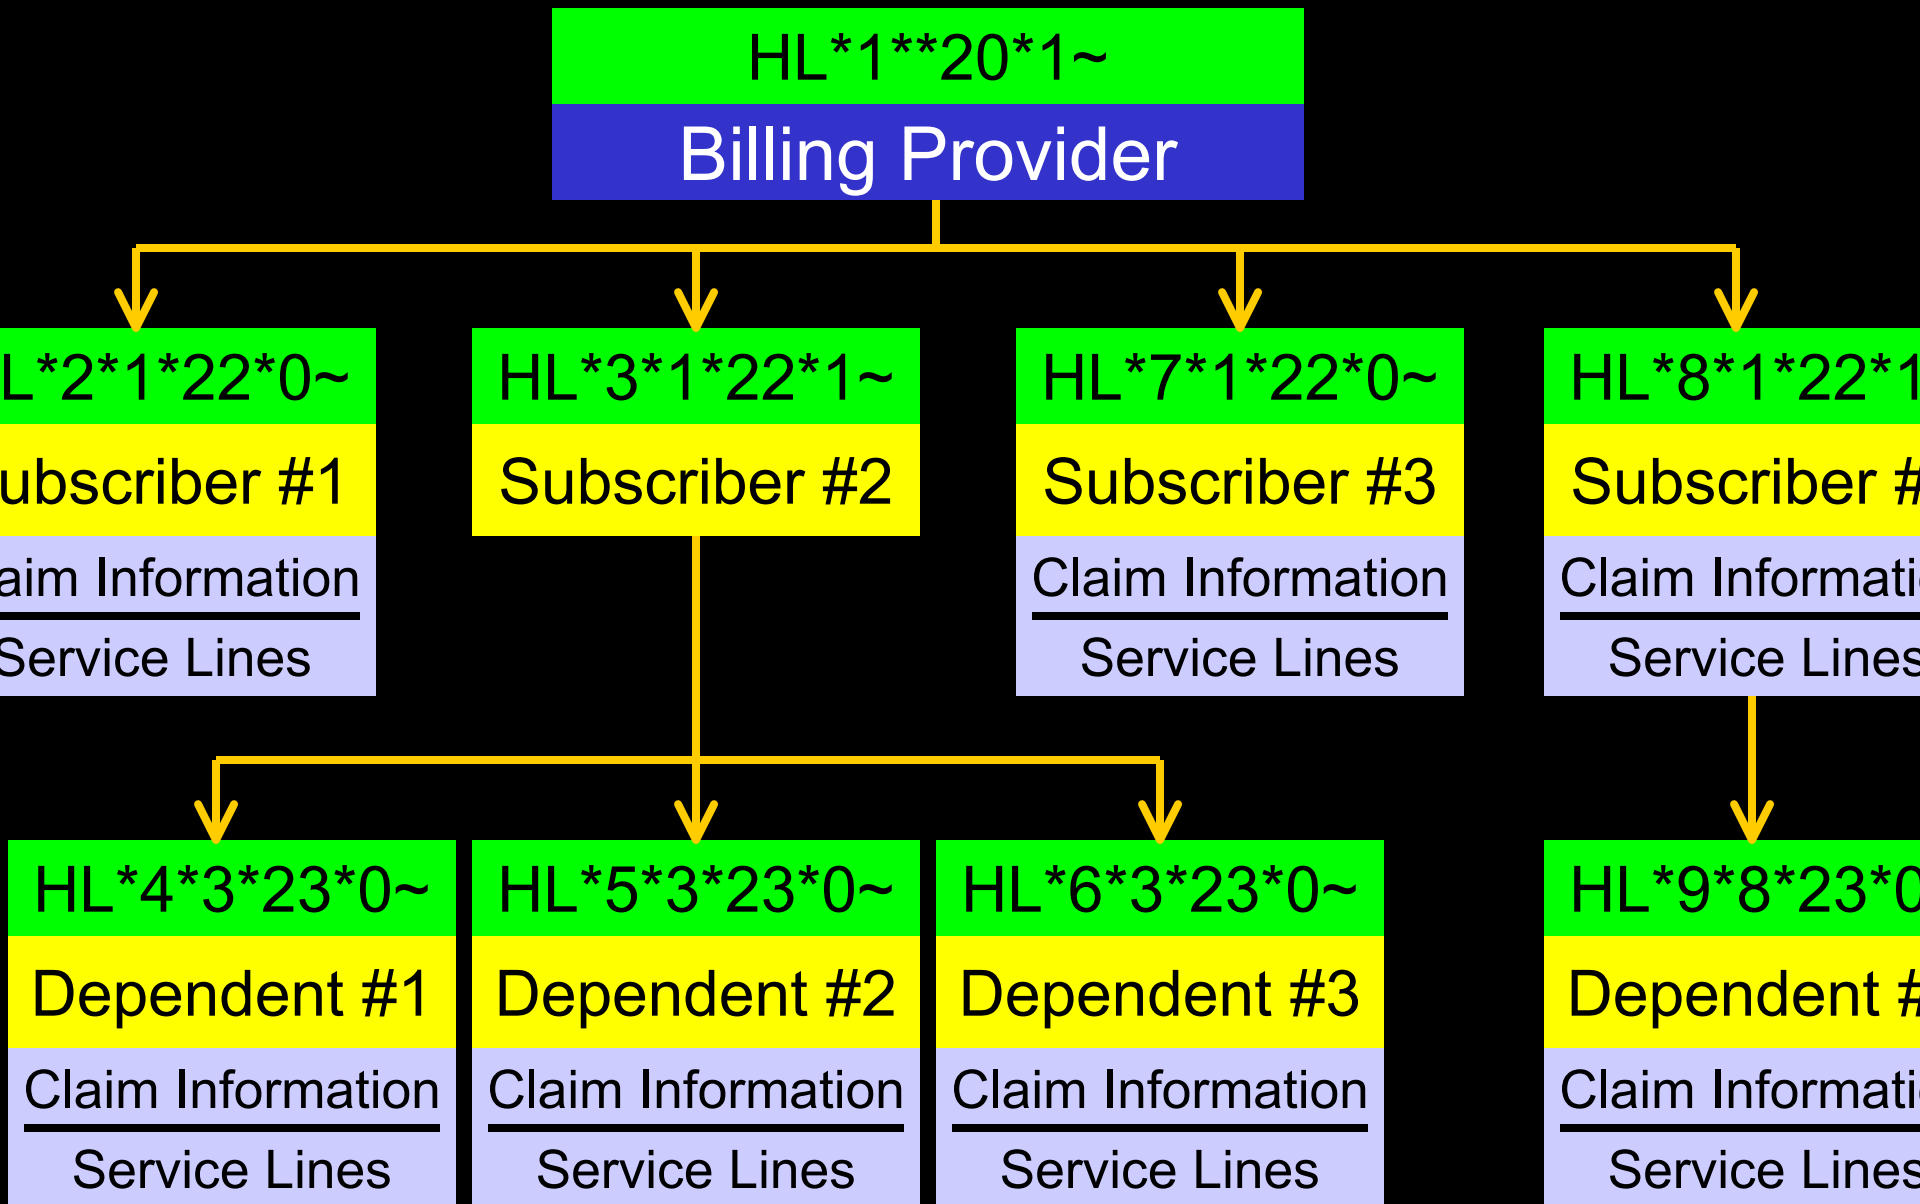 HL*1**20*1~
Billing Provider
L*2*1*22*0~
HL*3*1*22*1~
HL*7*1*22*0~
HL*8*1*22*1
ubscriber #1
Subscriber #2
Subscriber #3
Subscriber #
aim Information
Claim Information
Claim Informati
Service Lines
Service Lines
Service Lines
HL*4*3*23*0~
HL*5*3*23*0~
HL*6*3*23*0~
HL*9*8*23*0
Dependent #1
Dependent #2
Dependent #3
Dependent #
Claim Information
Claim Information
Claim Information
Claim Informati
Service Lines
Service Lines
Service Lines
Service Lines